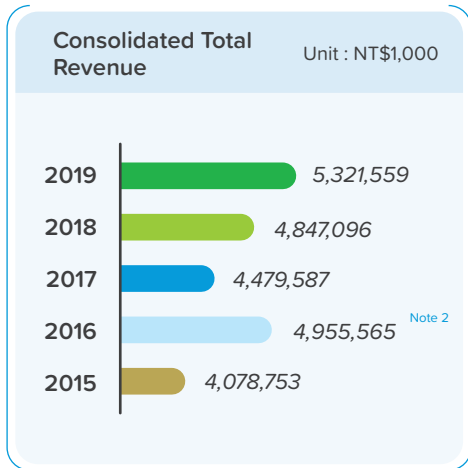 Consolidated Total
Revenue
Unit : NT$1,000
2019 5,321,559
2018 4,847,096
2017 4,479,587
2016 4,955,565 Note 2
2015 4,078,753